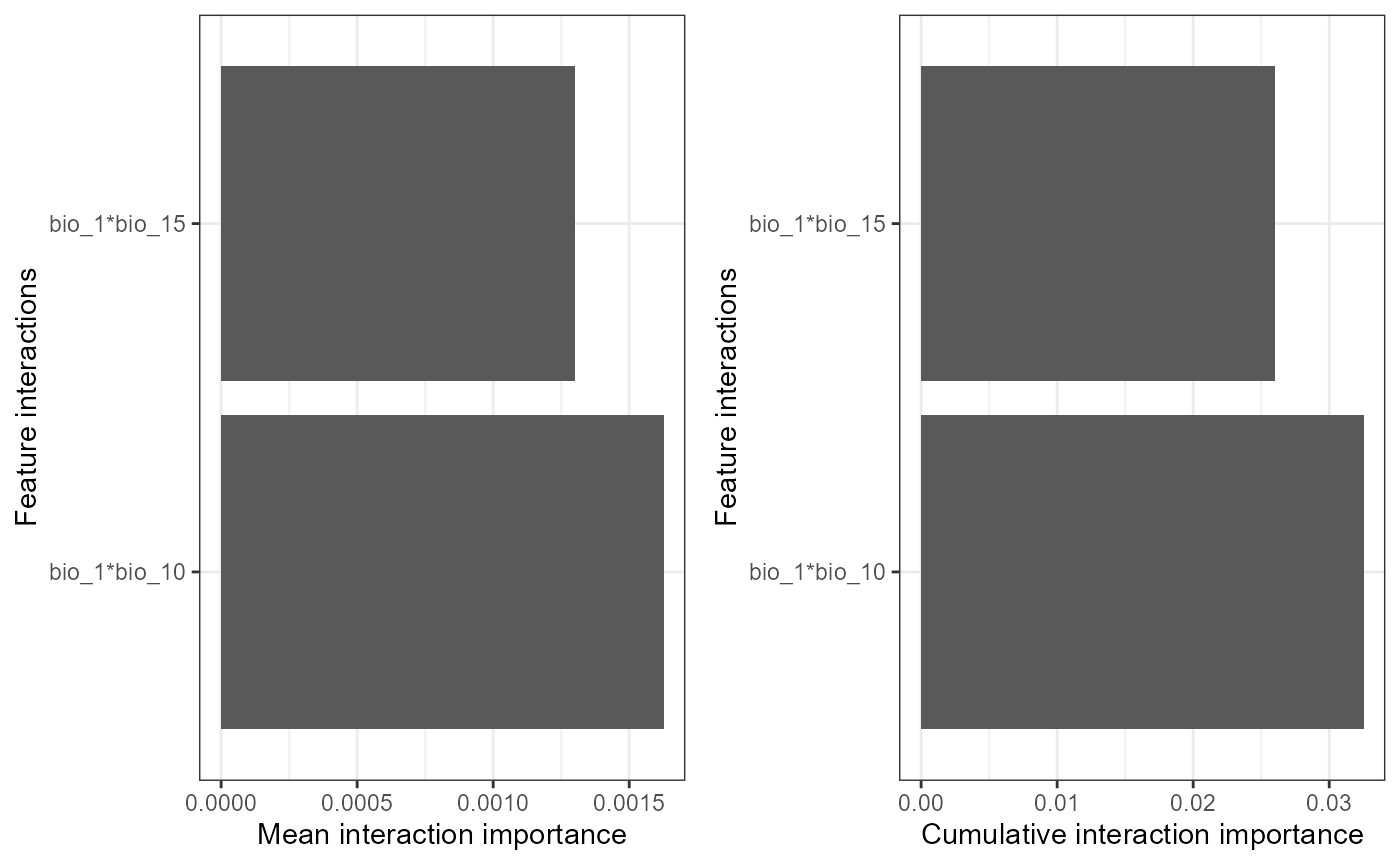 Feature interactions
bio_1*bio_15
bio_1*bio_10
0.0000 0.0005 0.0010 0.0015
Mean interaction importance
Feature interactions
bio_1*bio_15
bio_1*bio_10
0.00 0.01 0.02 0.03
Cumulative interaction importance